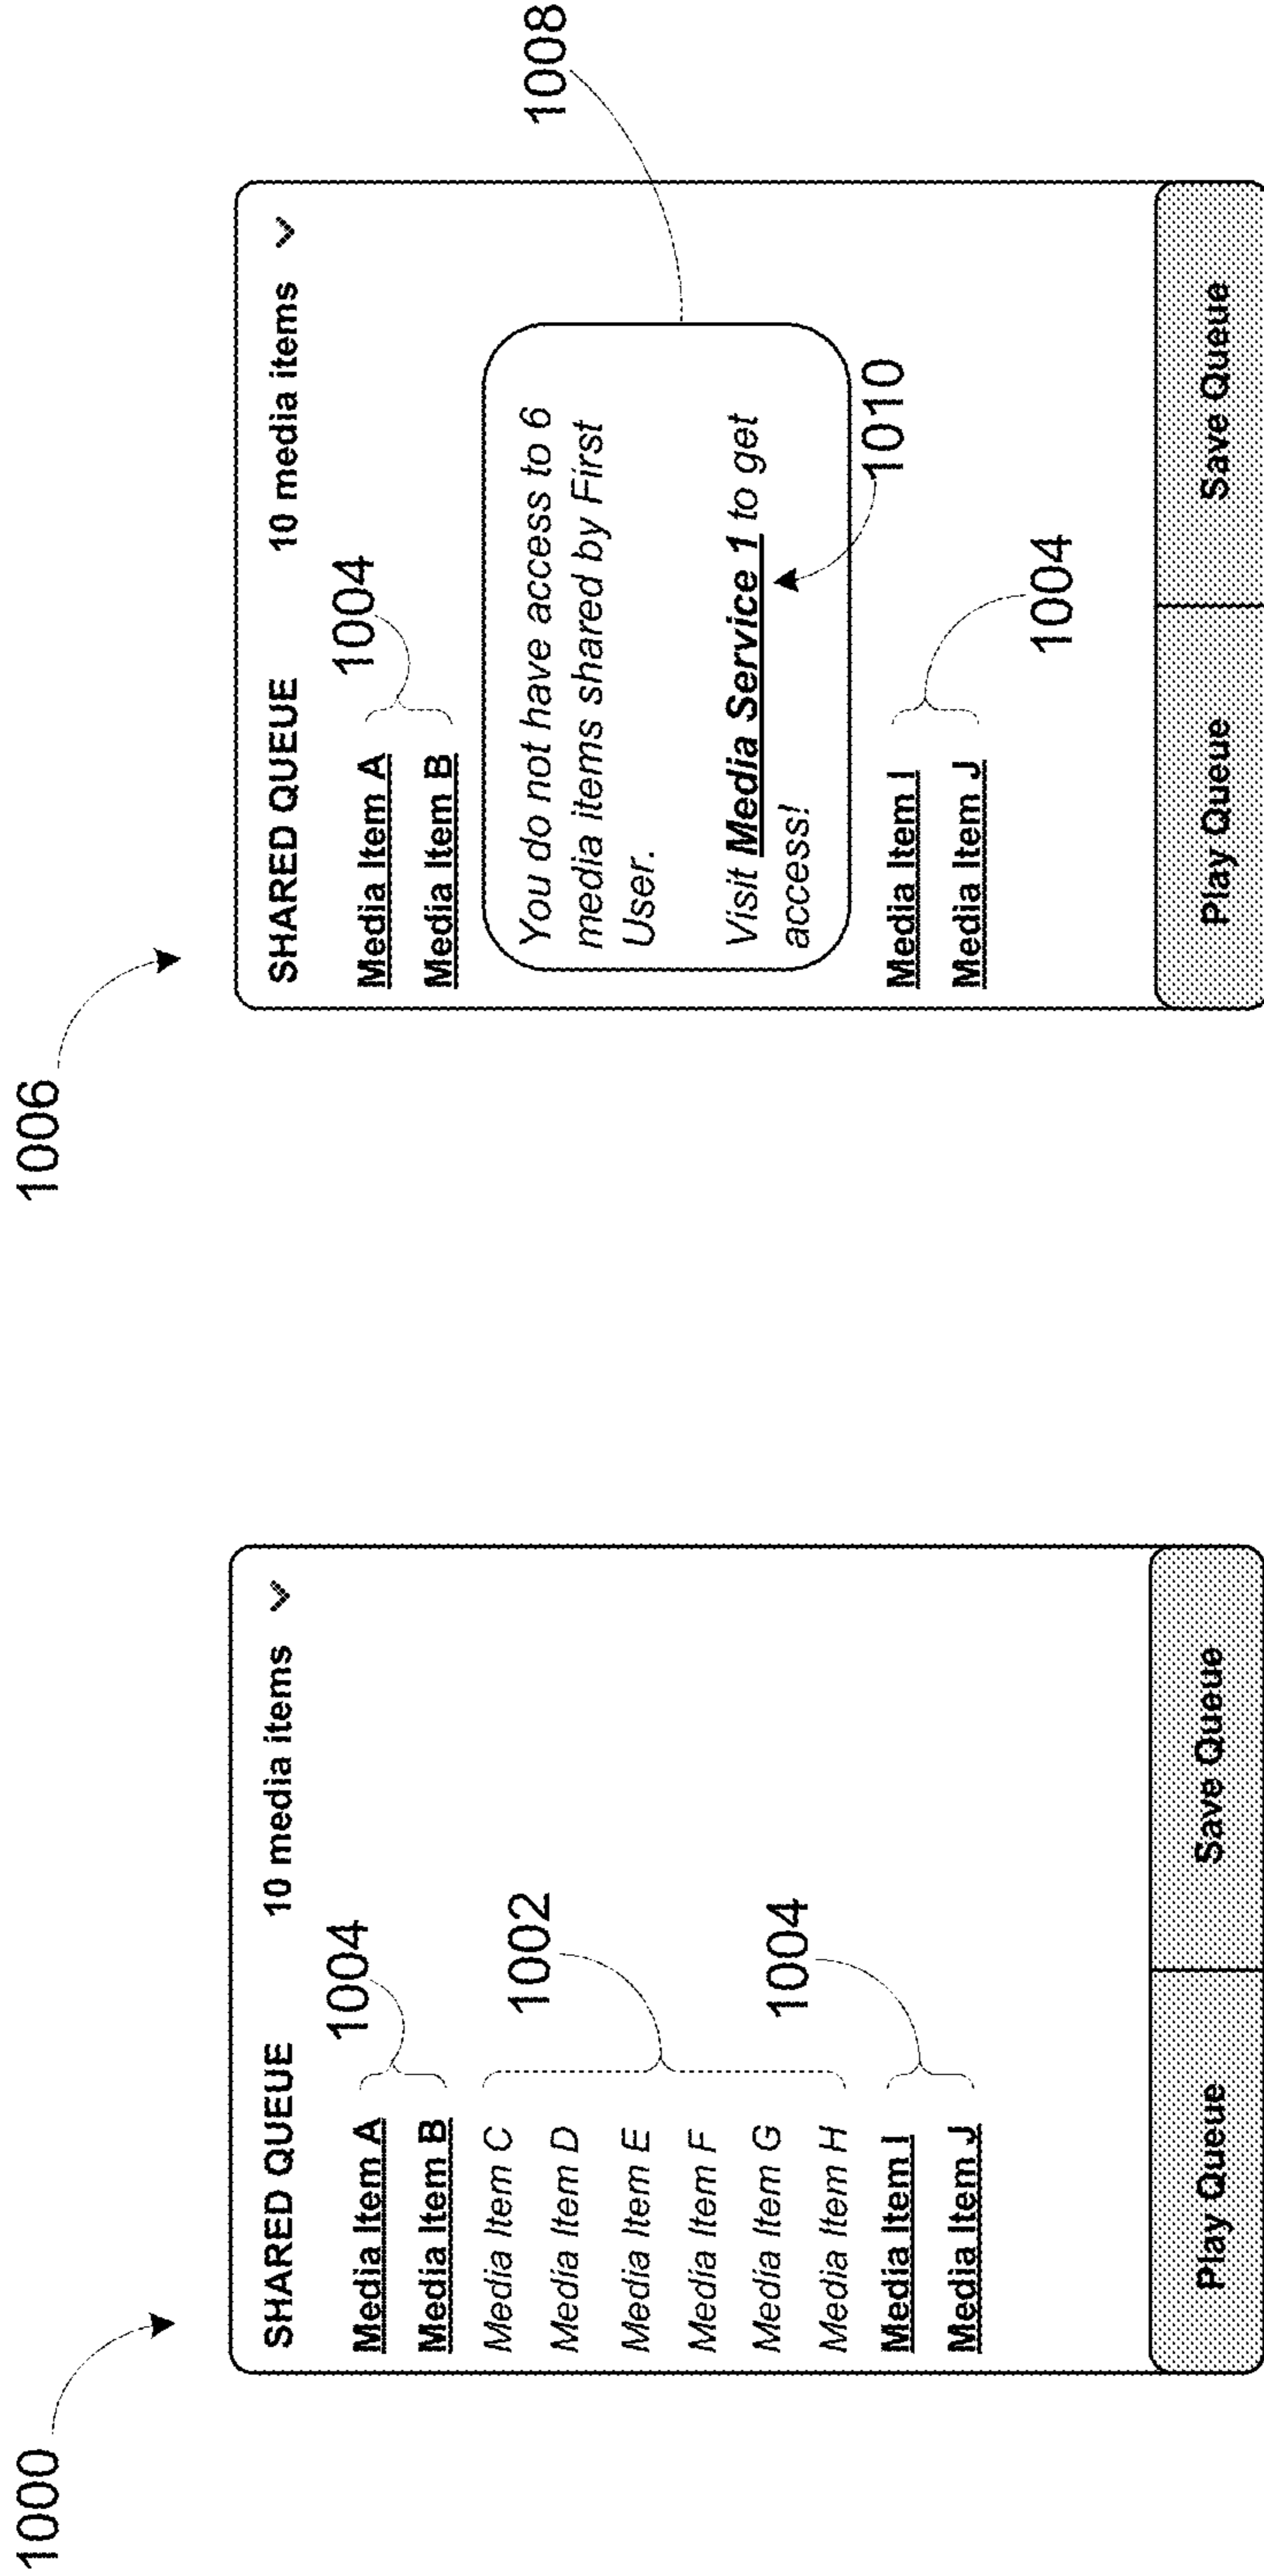 1000
SHARED QUEUE 10 media items
Media Item A
Media Item B
1004
Media Item C
Media Item D
Media Item E
Media Item F
Media Item G
Media Item H
1002
Media Item I
Media Item J
1004
Play Queue Save Queue
1006
SHARED QUEUE 10 media items
Media Item A
Media Item B
1004
You do not have access to 6
media items shared by First
User.
Visit Media Service 1 to get
access!
1008
1010
Media Item I
Media Item J
1004
Play Queue Save Queue